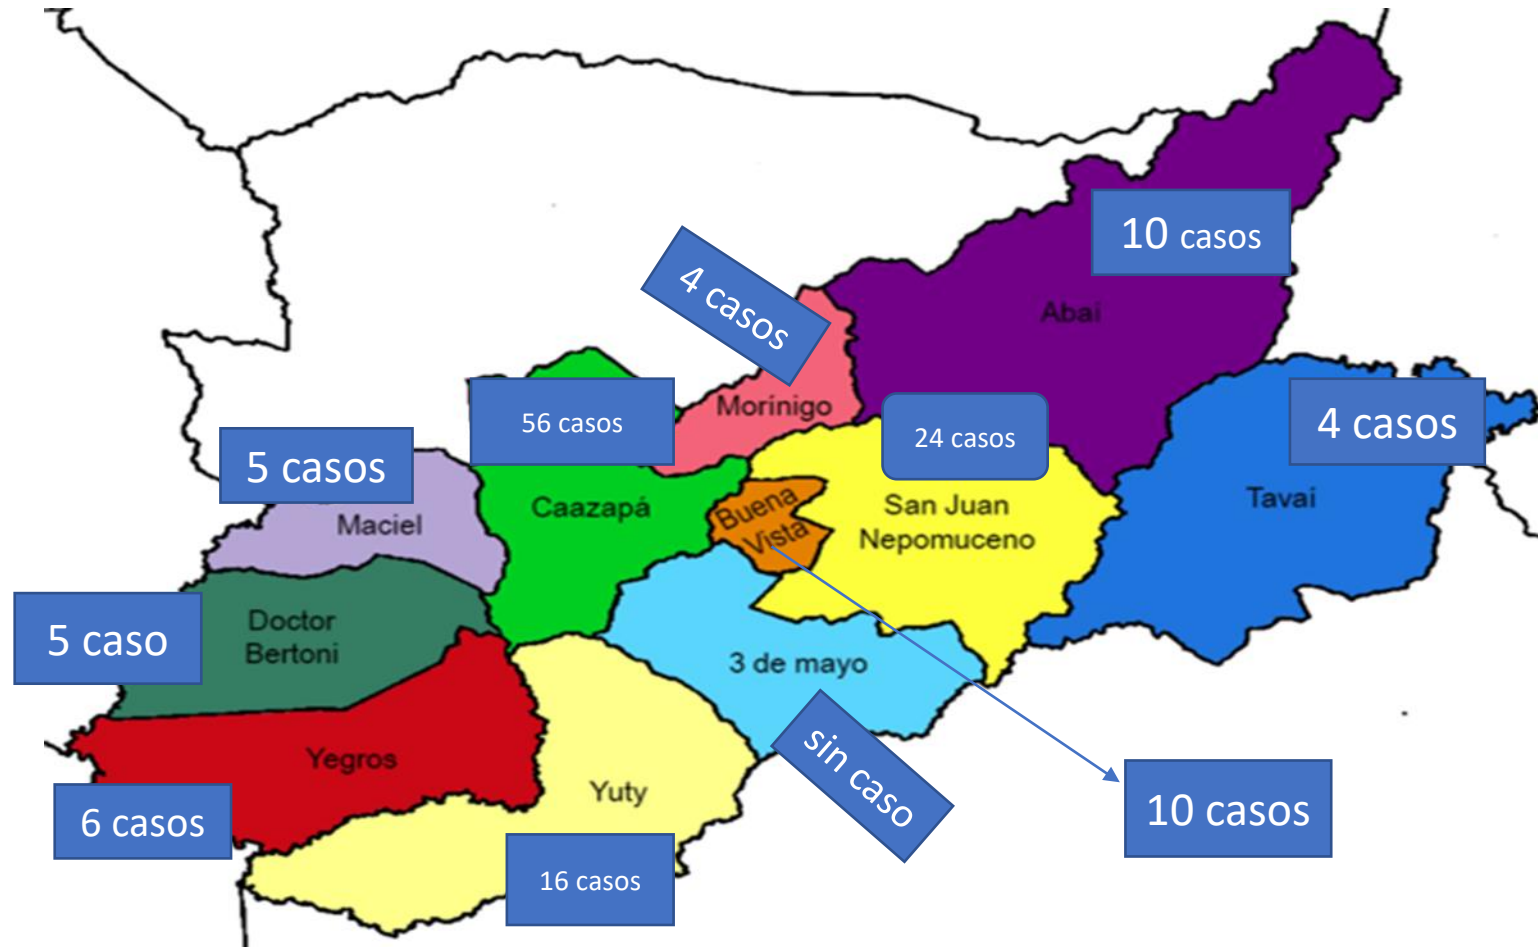 10 casos
4 casos
Abai
56 casos
Morinigo
24 casos
4 casos
5 casos
Maciel
Caazapá
Buena
Vista
San Juan
Nepomuceno
Tavai
5 caso
Doctor
Bertoni
3 de mayo
sin caso
Yegros
Yuty
6 casos
10 casos
16 casos